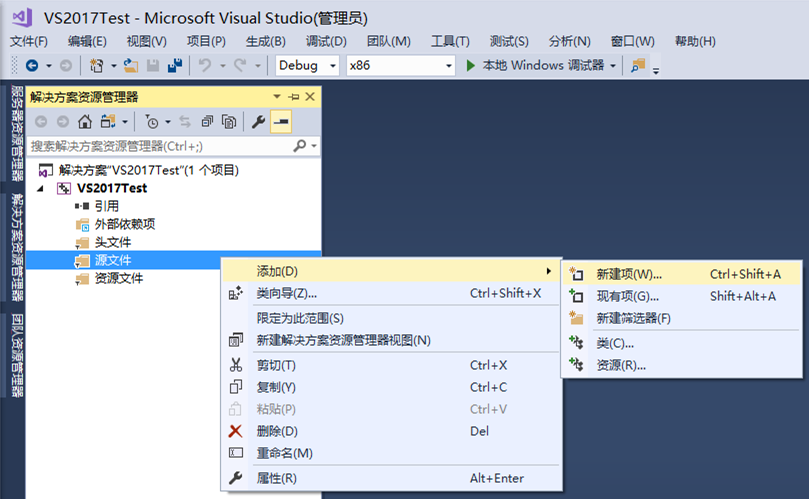 VS2017Test - Microsoft Visual Studio(管理员)
文件(F) 编辑(E) 视图(V) 项目(P) 生成(B) 调试(D) 团队(M) 工具(T) 测试(S) 分析(N) 窗口(W) 帮助(H)
Debug x86 本地 Windows 调试器
服务器资源管理器
解决方案资源管理器
团队资源管理器
解决方案资源管理器
搜索解决方案资源管理器(Ctrl+;)
解决方案"VS2017Test"(1 个项目)
VS2017Test
引用
外部依赖项
头文件
源文件
资源文件
添加(D)
类向导(Z)... Ctrl+Shift+X
限定为此范围(S)
新建解决方案资源管理器视图(N)
剪切(T) Ctrl+X
复制(Y) Ctrl+C
粘贴(P) Ctrl+V
删除(D) Del
重命名(M)
属性(R) Alt+Enter
新建项(W)... Ctrl+Shift+A
现有项(G)... Shift+Alt+A
新建筛选器(F)
类(C)...
资源(R)...